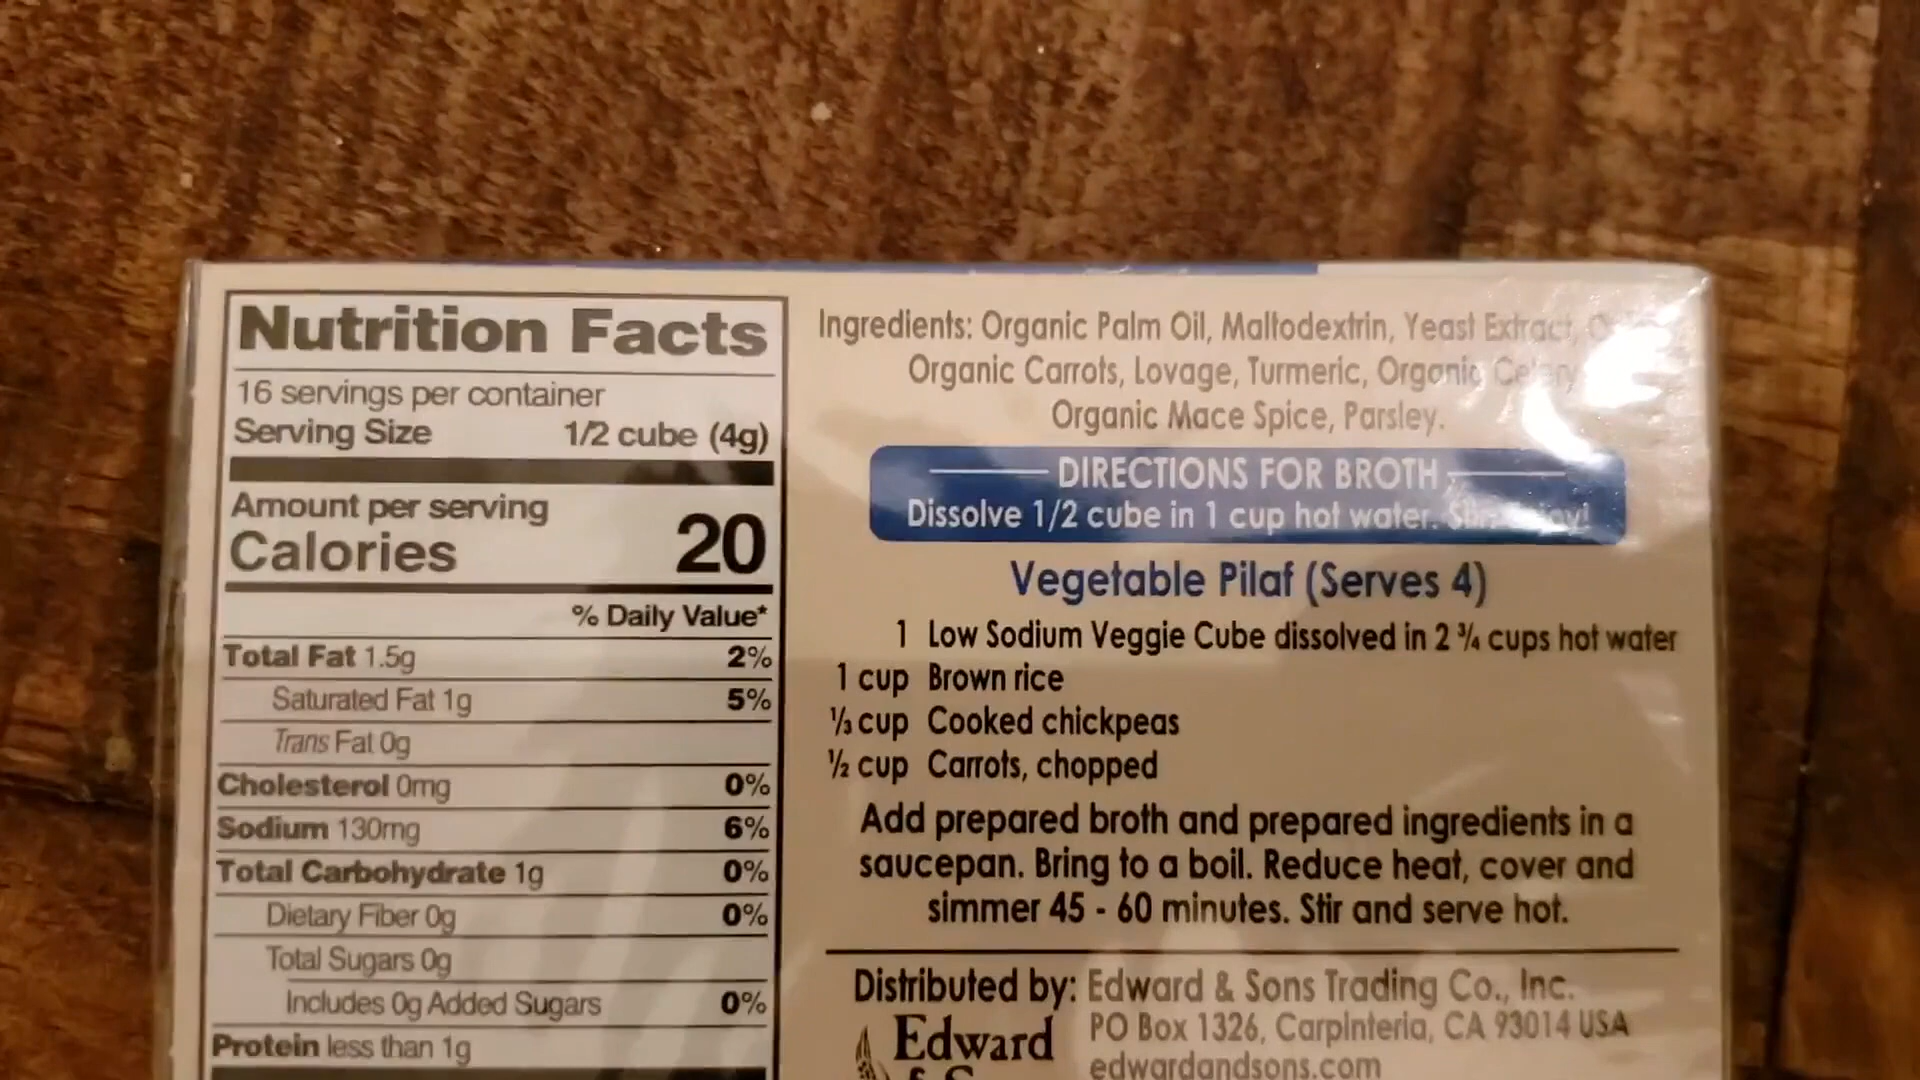 Nutrition Facts
16 servings per container
Serving Size 1/2 cube (4g)
Amount per serving
Calories 20
% Daily Value*
Total Fat 1.5g 2%
Saturated Fat 1g 5%
Trans Fat 0g
Cholesterol 0mg 0%
Sodium 130mg 6%
Total Carbohydrate 1g 0%
Dietary Fiber 0g 0%
Total Sugars 0g
Includes 0g Added Sugars 0%
Protein less than 1g
Ingredients: Organic Palm Oil, Maltodextrin, Yeast Extract,
Organic Carrots, Lovage, Turmeric, Organic Celery
Organic Mace Spice, Parsley.
DIRECTIONS FOR BROTH
Dissolve 1/2 cube in 1 cup hot water.
Vegetable Pilaf (Serves 4)
1 Low Sodium Veggie Cube dissolved in 2 ¾ cups hot water
1 cup Brown rice
⅓ cup Cooked chickpeas
½ cup Carrots, chopped
Add prepared broth and prepared ingredients in a
saucepan. Bring to a boil. Reduce heat, cover and
simmer 45 - 60 minutes. Stir and serve hot.
Distributed by: Edward & Sons Trading Co., Inc.
PO Box 1326, Carpinteria, CA 93014 USA
edwardandsons.com
Edward